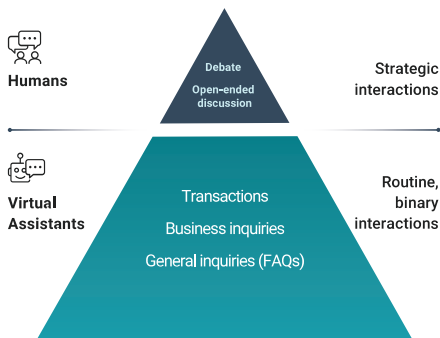 Humans
Debate
Open-ended
discussion
Strategic
interactions
Virtual
Assistants
Transactions
Business inquiries
General inquiries (FAQs)
Routine,
binary
interactions